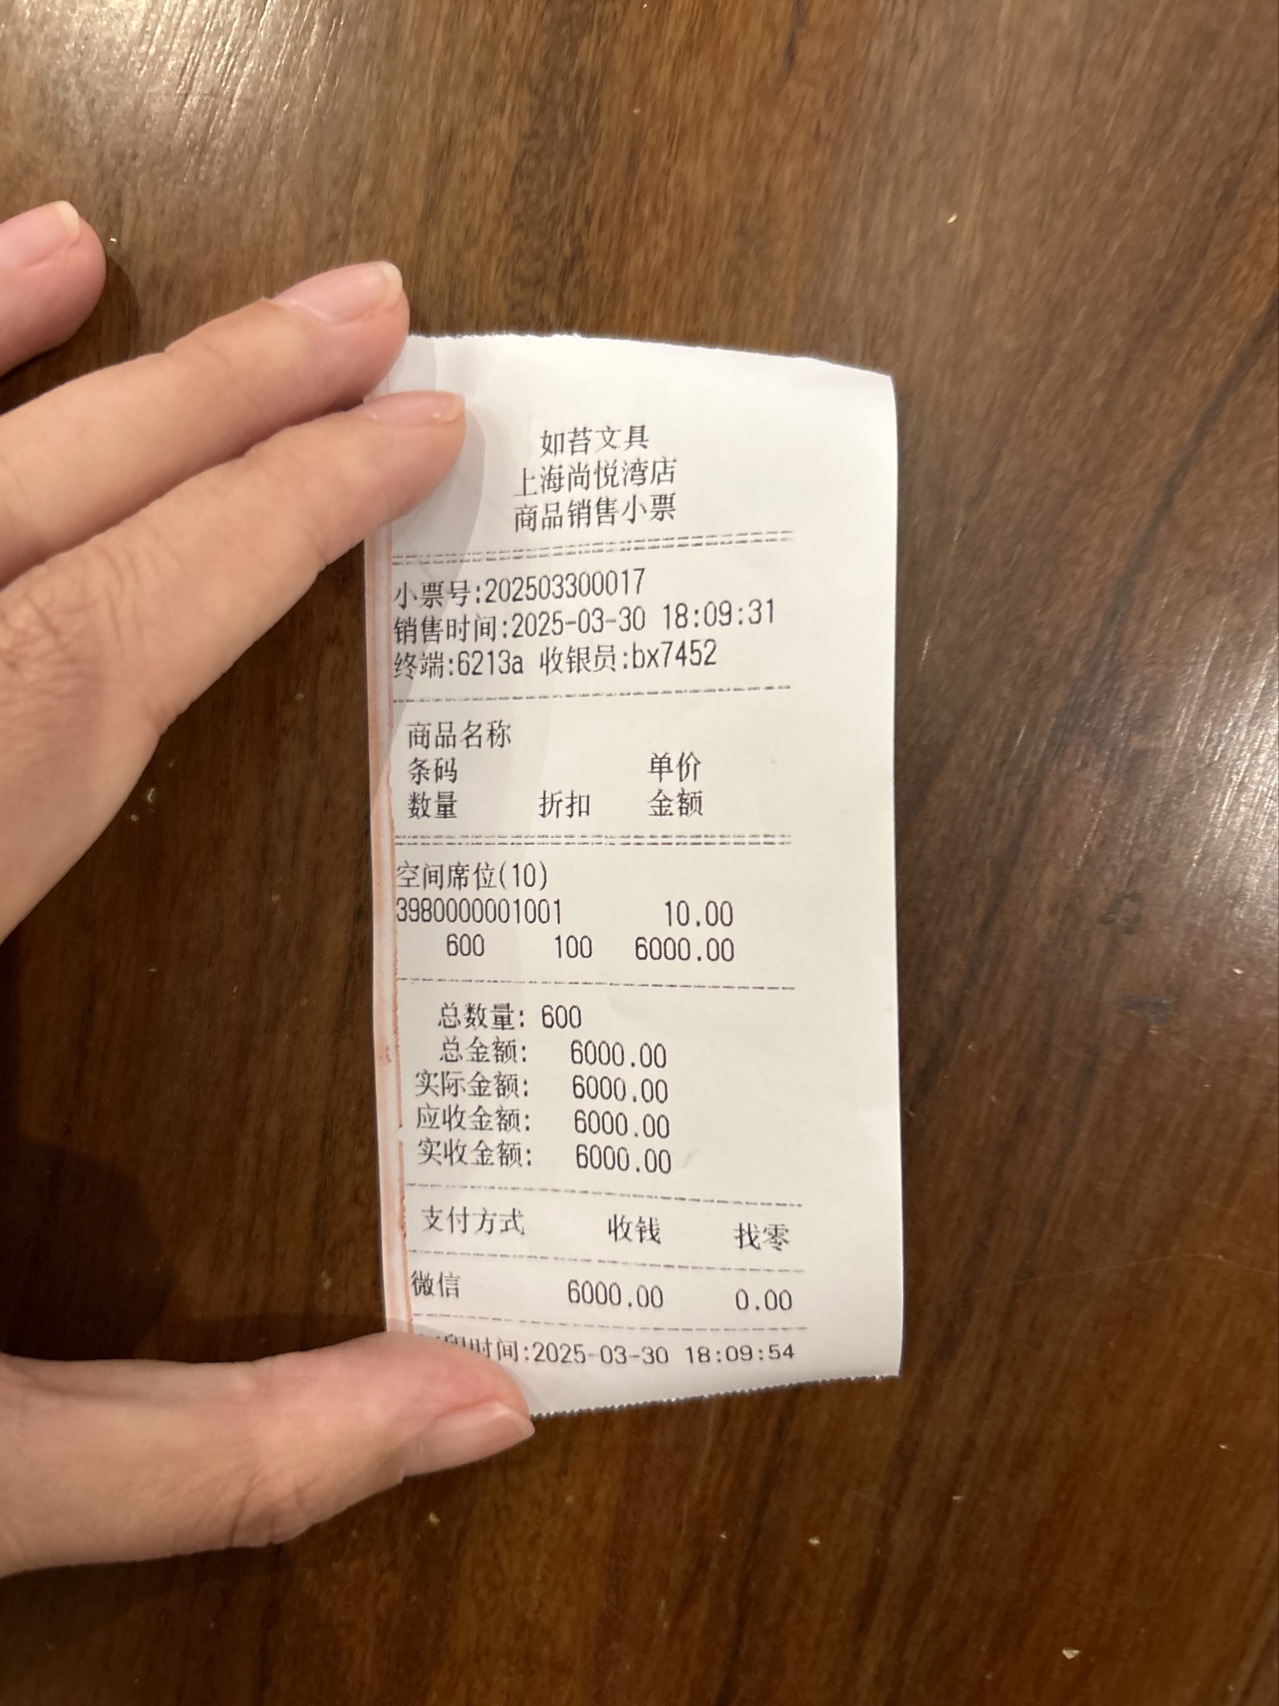 如苔文具
上海尚悦湾店
商品销售小票
小票号:202503300017
销售时间:2025-03-30 18:09:31
终端:6213a 收银员:bx7452
商品名称
条码 单价
数量 折扣 金额
空间席位(10)
3980000001001 10.00
600 100 6000.00
总数量: 600
总金额: 6000.00
实际金额: 6000.00
应收金额: 6000.00
实收金额: 6000.00
支付方式 收钱 找零
微信 6000.00 0.00
时间:2025-03-30 18:09:54